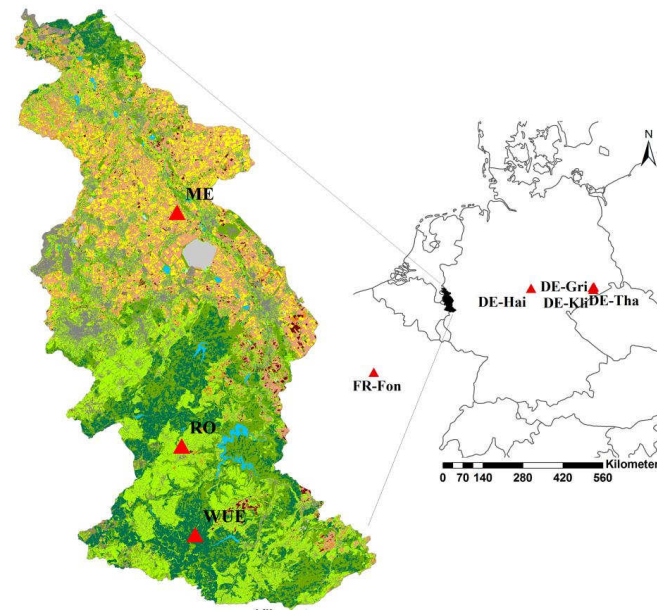 ME
RO
WUE
N
DE-Gri
DE-Hai
DE-Kli
DE-Tha
FR-Fon
Kilometer
0 70 140 280 420 560